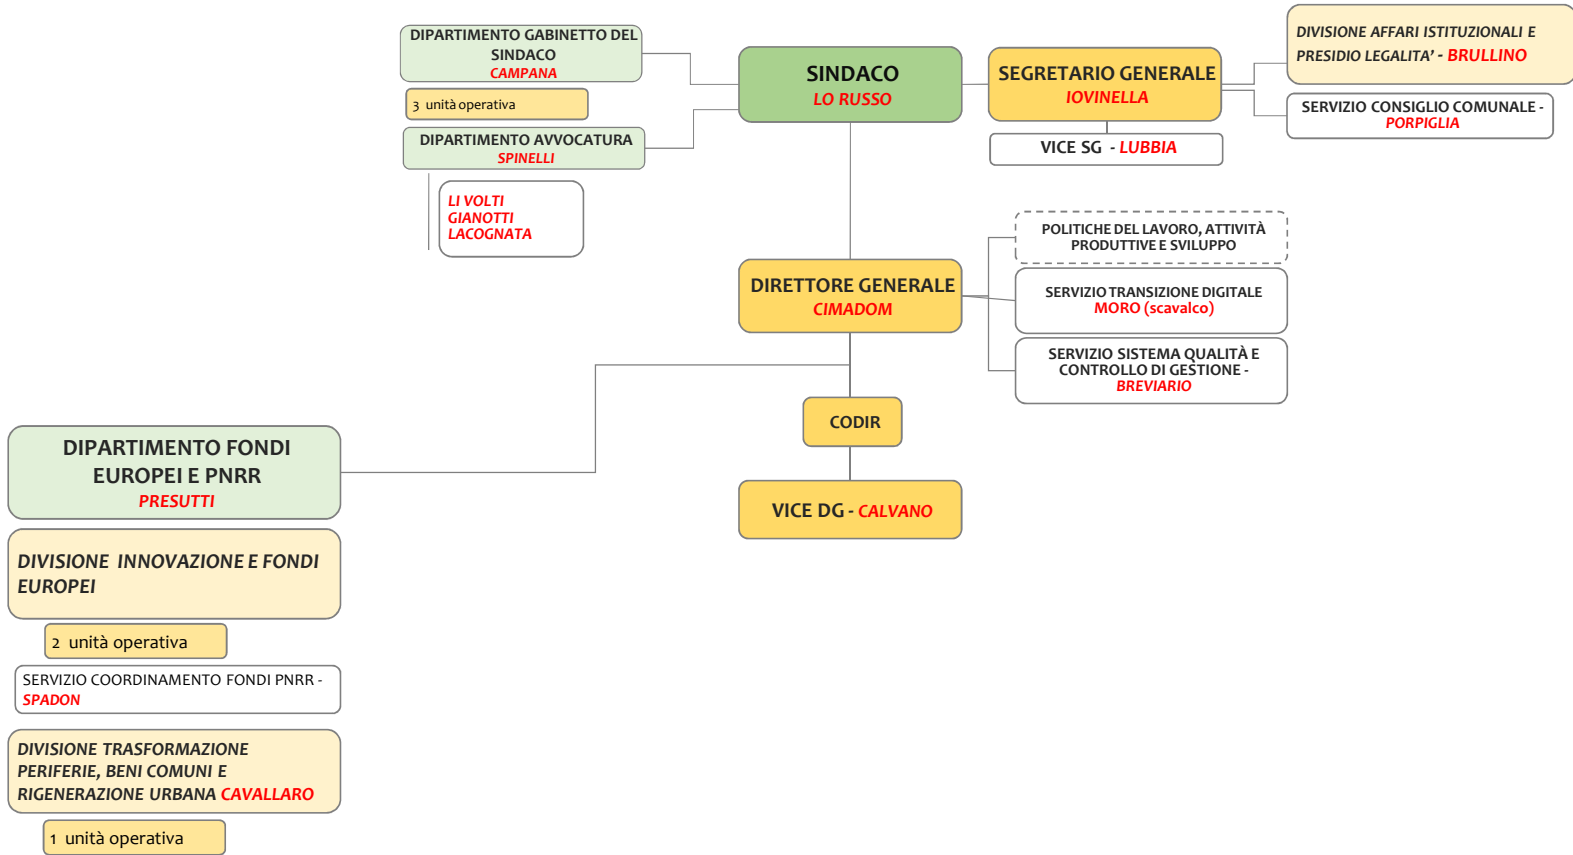 DIPARTIMENTO GABINETTO DEL
SINDACO
CAMPANA
3 unità operativa
DIPARTIMENTO AVVOCATURA
SPINELLI
LI VOLTI
GIANOTTI
LACOGNATA
SINDACO
LO RUSSO
SEGRETARIO GENERALE
IOVINELLA
VICE SG - LUBBIA
DIVISIONE AFFARI ISTITUZIONALI E
PRESIDIO LEGALITA' - BRULLINO
SERVIZIO CONSIGLIO COMUNALE -
PORPIGLIA
DIRETTORE GENERALE
CIMADOM
POLITICHE DEL LAVORO, ATTIVITÀ
PRODUTTIVE E SVILUPPO
SERVIZIO TRANSIZIONE DIGITALE
MORO (scavalco)
SERVIZIO SISTEMA QUALITÀ E
CONTROLLO DI GESTIONE -
BREVIARIO
CODIR
VICE DG - CALVANO
DIPARTIMENTO FONDI
EUROPEI E PNRR
PRESUTTI
DIVISIONE INNOVAZIONE E FONDI
EUROPEI
2 unità operativa
SERVIZIO COORDINAMENTO FONDI PNRR -
SPADON
DIVISIONE TRASFORMAZIONE
PERIFERIE, BENI COMUNI E
RIGENERAZIONE URBANA CAVALLARO
1 unità operativa